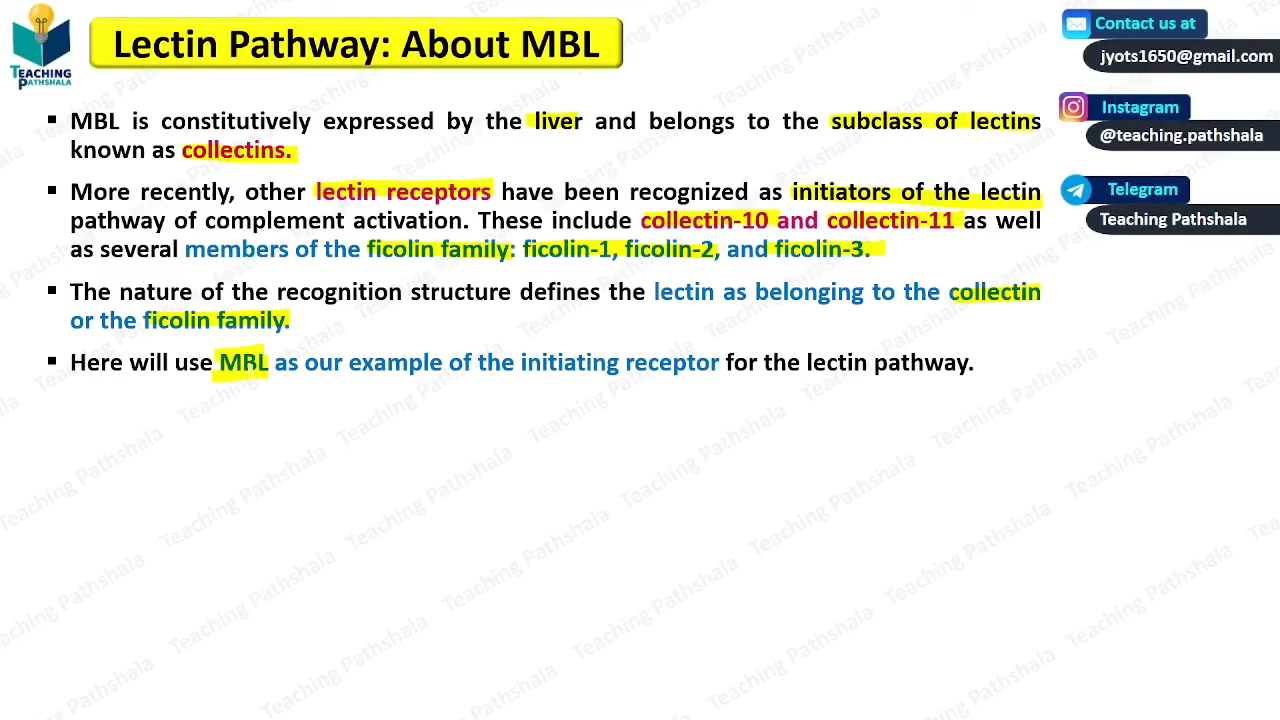 TEACHING
PATHSHALA
Lectin Pathway: About MBL
Contact us at
jyots1650@gmail.com
Instagram
@teaching.pathshala
Telegram
Teaching Pathshala
▪ MBL is constitutively expressed by the liver and belongs to the subclass of lectins
known as collectins.
▪ More recently, other lectin receptors have been recognized as initiators of the lectin
pathway of complement activation. These include collectin-10 and collectin-11 as well
as several members of the ficolin family: ficolin-1, ficolin-2, and ficolin-3.
▪ The nature of the recognition structure defines the lectin as belonging to the collectin
or the ficolin family.
▪ Here will use MBL as our example of the initiating receptor for the lectin pathway.